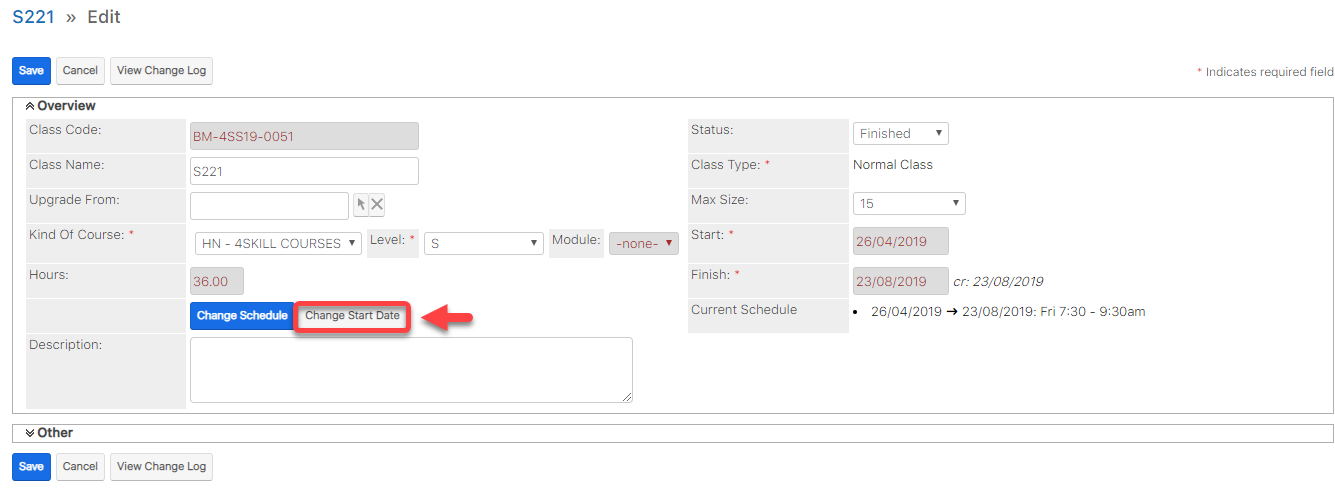 S221 » Edit
Save Cancel View Change Log
* Indicates required field
Overview
Class Code: BM-4SS19-0051 Status: Finished
Class Name: S221 Class Type: * Normal Class
Upgrade From: Max Size: 15
Kind Of Course: * HN - 4SKILL COURSES Level: * S Module: -none- Start: * 26/04/2019
Hours: 36.00 Finish: * 23/08/2019 cr: 23/08/2019
Change Schedule Change Start Date Current Schedule • 26/04/2019 ➔ 23/08/2019: Fri 7:30 - 9:30am
Description:
Other
Save Cancel View Change Log